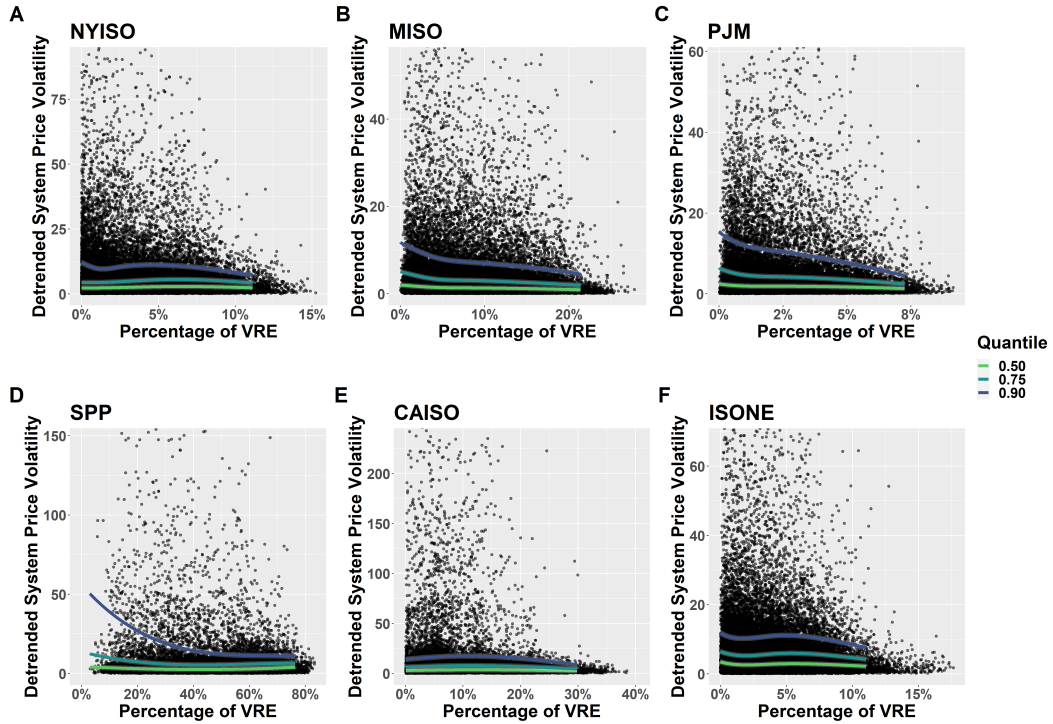 A
NYISO
Detrended System Price Volatility
75
50
25
0
0% 5% 10% 15%
Percentage of VRE
B
MISO
Detrended System Price Volatility
40
20
0
0% 10% 20%
Percentage of VRE
C
PJM
Detrended System Price Volatility
60
40
20
0
0% 2% 5% 8%
Percentage of VRE
Quantile
0.50
0.75
0.90
D
SPP
Detrended System Price Volatility
150
100
50
0
0% 20% 40% 60% 80%
Percentage of VRE
E
CAISO
Detrended System Price Volatility
200
150
100
50
0
0% 10% 20% 30% 40%
Percentage of VRE
F
ISONE
Detrended System Price Volatility
60
40
20
0
0% 5% 10% 15%
Percentage of VRE